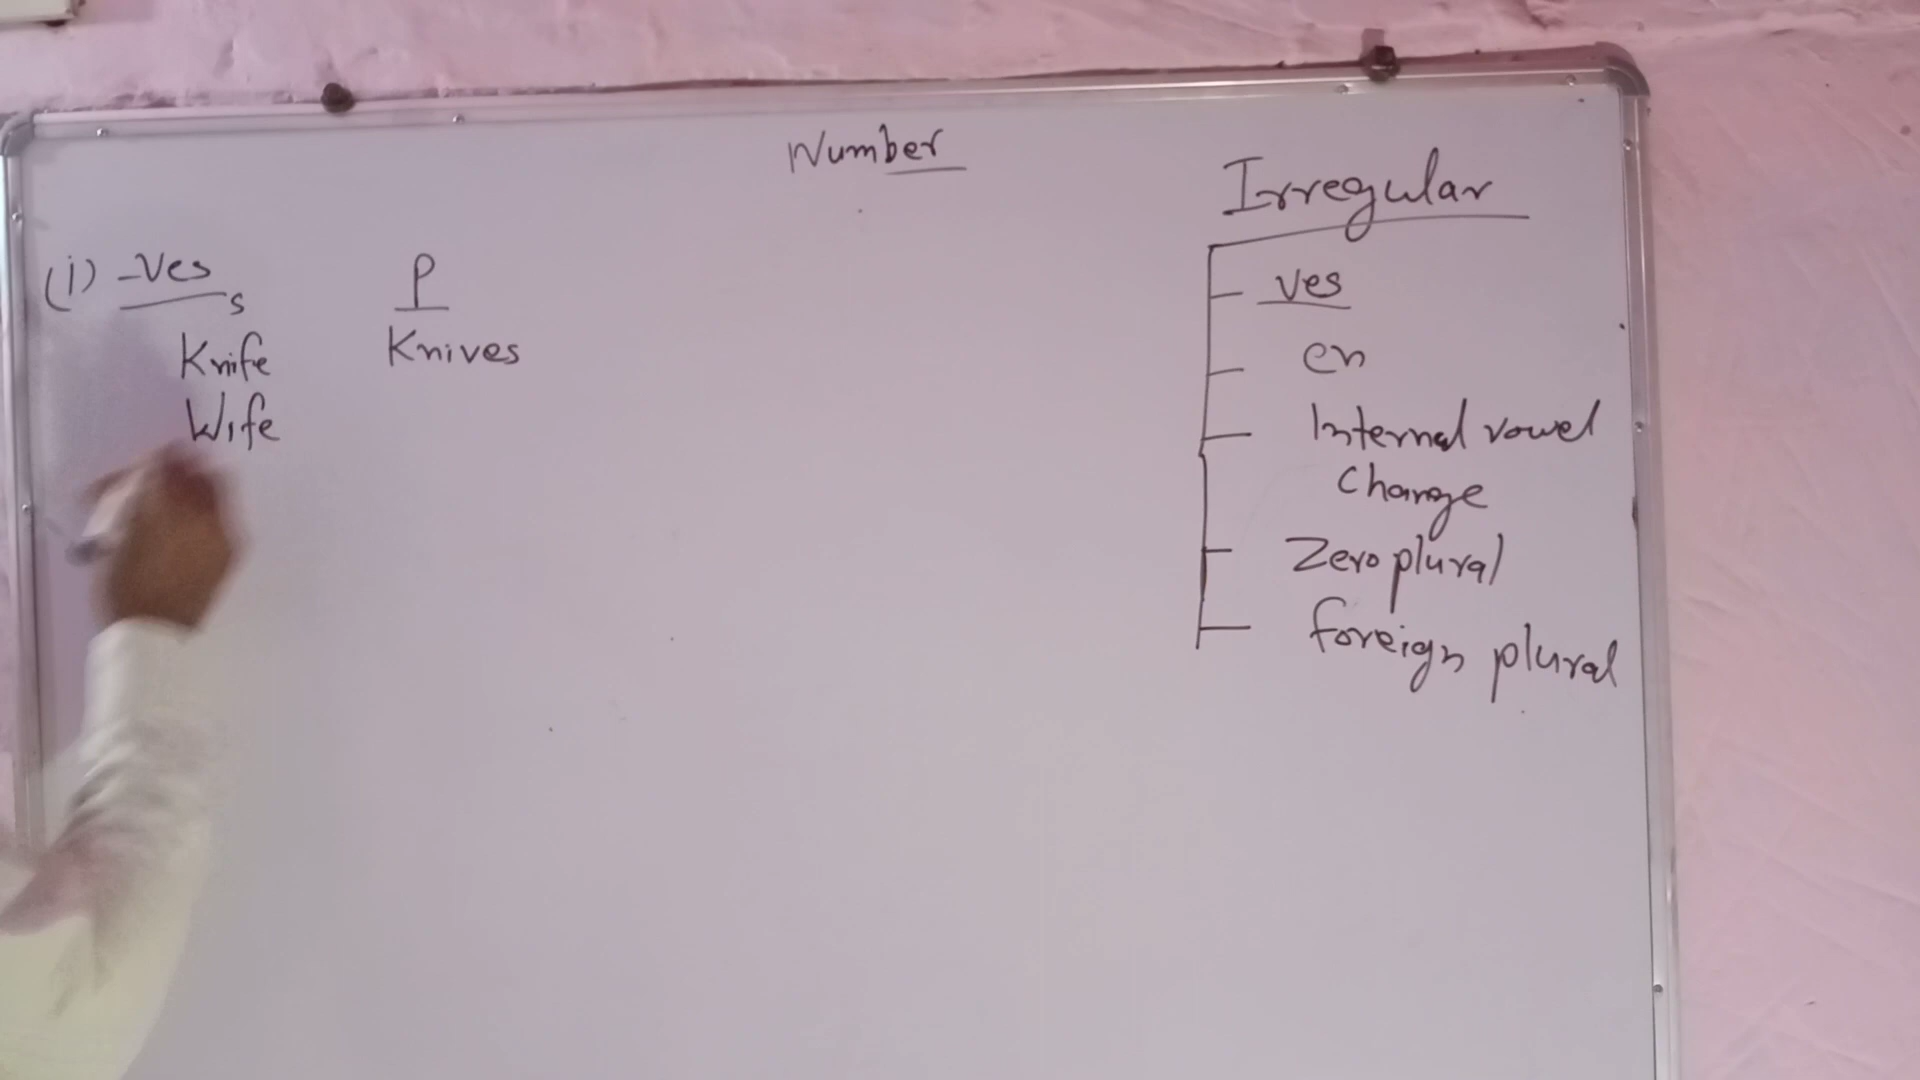 Number
(i) -ves
s P
Knife Knives
Wife
Irregular
ves
en
Internal vowel
change
Zero plural
foreign plural